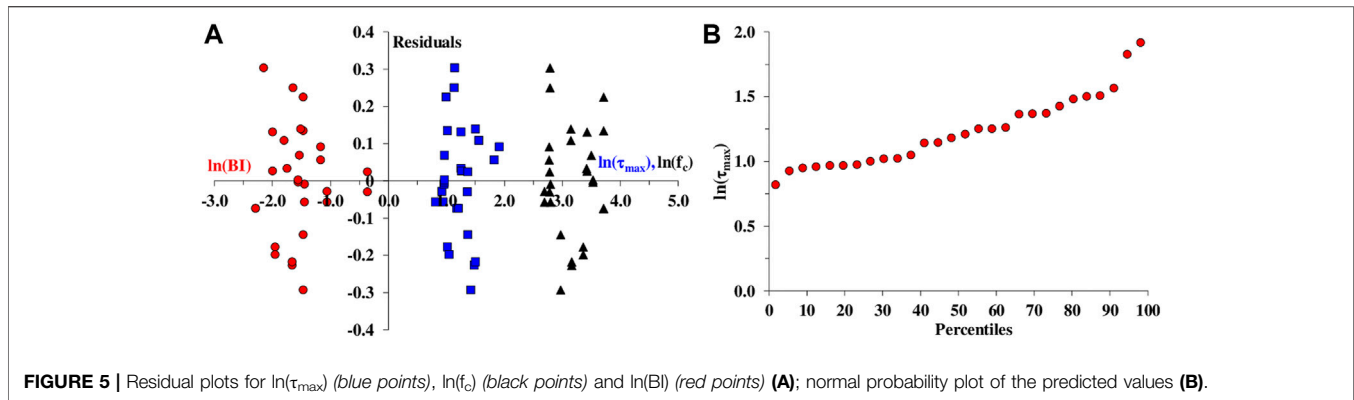 A
Residuals
0.4
0.3
0.2
0.1
0
-0.1
-0.2
-0.3
-0.4
ln(BI)
ln(τmax), ln(fc)
-3.0 -2.0 -1.0 0.0 1.0 2.0 3.0 4.0 5.0
B
ln(τmax)
2.0
1.5
1.0
0.5
0.0
0 10 20 30 40 50 60 70 80 90 100
Percentiles
FIGURE 5 | Residual plots for ln(τmax) (blue points), ln(fc) (black points) and ln(BI) (red points) (A); normal probability plot of the predicted values (B).